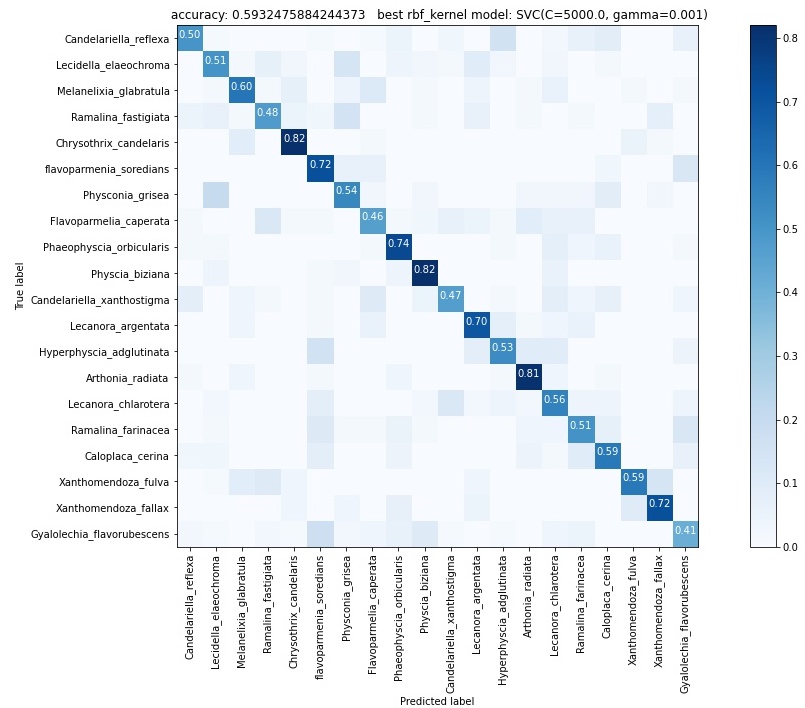 accuracy: 0.5932475884244373   best rbf_kernel model: SVC(C=5000.0, gamma=0.001)
True label
Candelariella_reflexa 0.50
Lecidella_elaeochroma 0.51
Melanelixia_glabratula 0.60
Ramalina_fastigiata 0.48
Chrysothrix_candelaris 0.82
flavoparmenia_soredians 0.72
Physconia_grisea 0.54
Flavoparmelia_caperata 0.46
Phaeophyscia_orbicularis 0.74
Physcia_biziana 0.82
Candelariella_xanthostigma 0.47
Lecanora_argentata 0.70
Hyperphyscia_adglutinata 0.53
Arthonia_radiata 0.81
Lecanora_chlarotera 0.56
Ramalina_farinacea 0.51
Caloplaca_cerina 0.59
Xanthomendoza_fulva 0.59
Xanthomendoza_fallax 0.72
Gyalolechia_flavorubescens 0.41
Candelariella_reflexa
Lecidella_elaeochroma
Melanelixia_glabratula
Ramalina_fastigiata
Chrysothrix_candelaris
flavoparmenia_soredians
Physconia_grisea
Flavoparmelia_caperata
Phaeophyscia_orbicularis
Physcia_biziana
Candelariella_xanthostigma
Lecanora_argentata
Hyperphyscia_adglutinata
Arthonia_radiata
Lecanora_chlarotera
Ramalina_farinacea
Caloplaca_cerina
Xanthomendoza_fulva
Xanthomendoza_fallax
Gyalolechia_flavorubescens
Predicted label
0.8
0.7
0.6
0.5
0.4
0.3
0.2
0.1
0.0